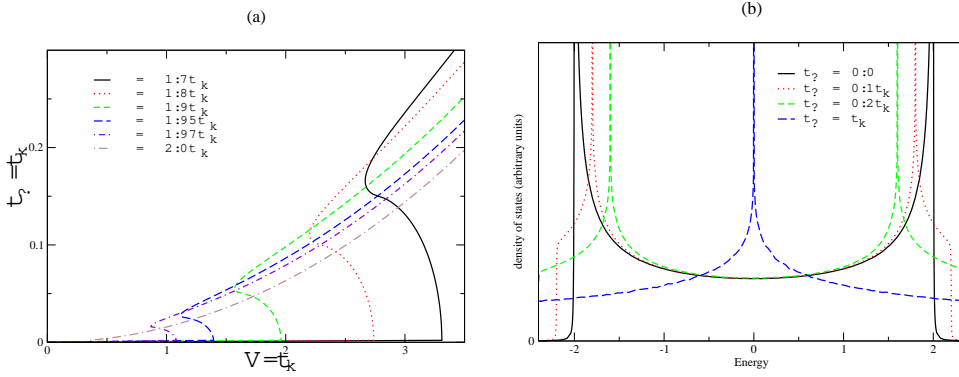 (a)
= 1:7t k
= 1:8t k
= 1:9t k
= 1:95t k
= 1:97t k
= 2:0t k
t ? =t k
0.2
0.1
0
0
1
2
3
V=t k
(b)
t ? = 0:0
t ? = 0:1t k
t ? = 0:2t k
t ? = t k
density of states (arbitrary units)
-2
-1
0
1
2
Energy